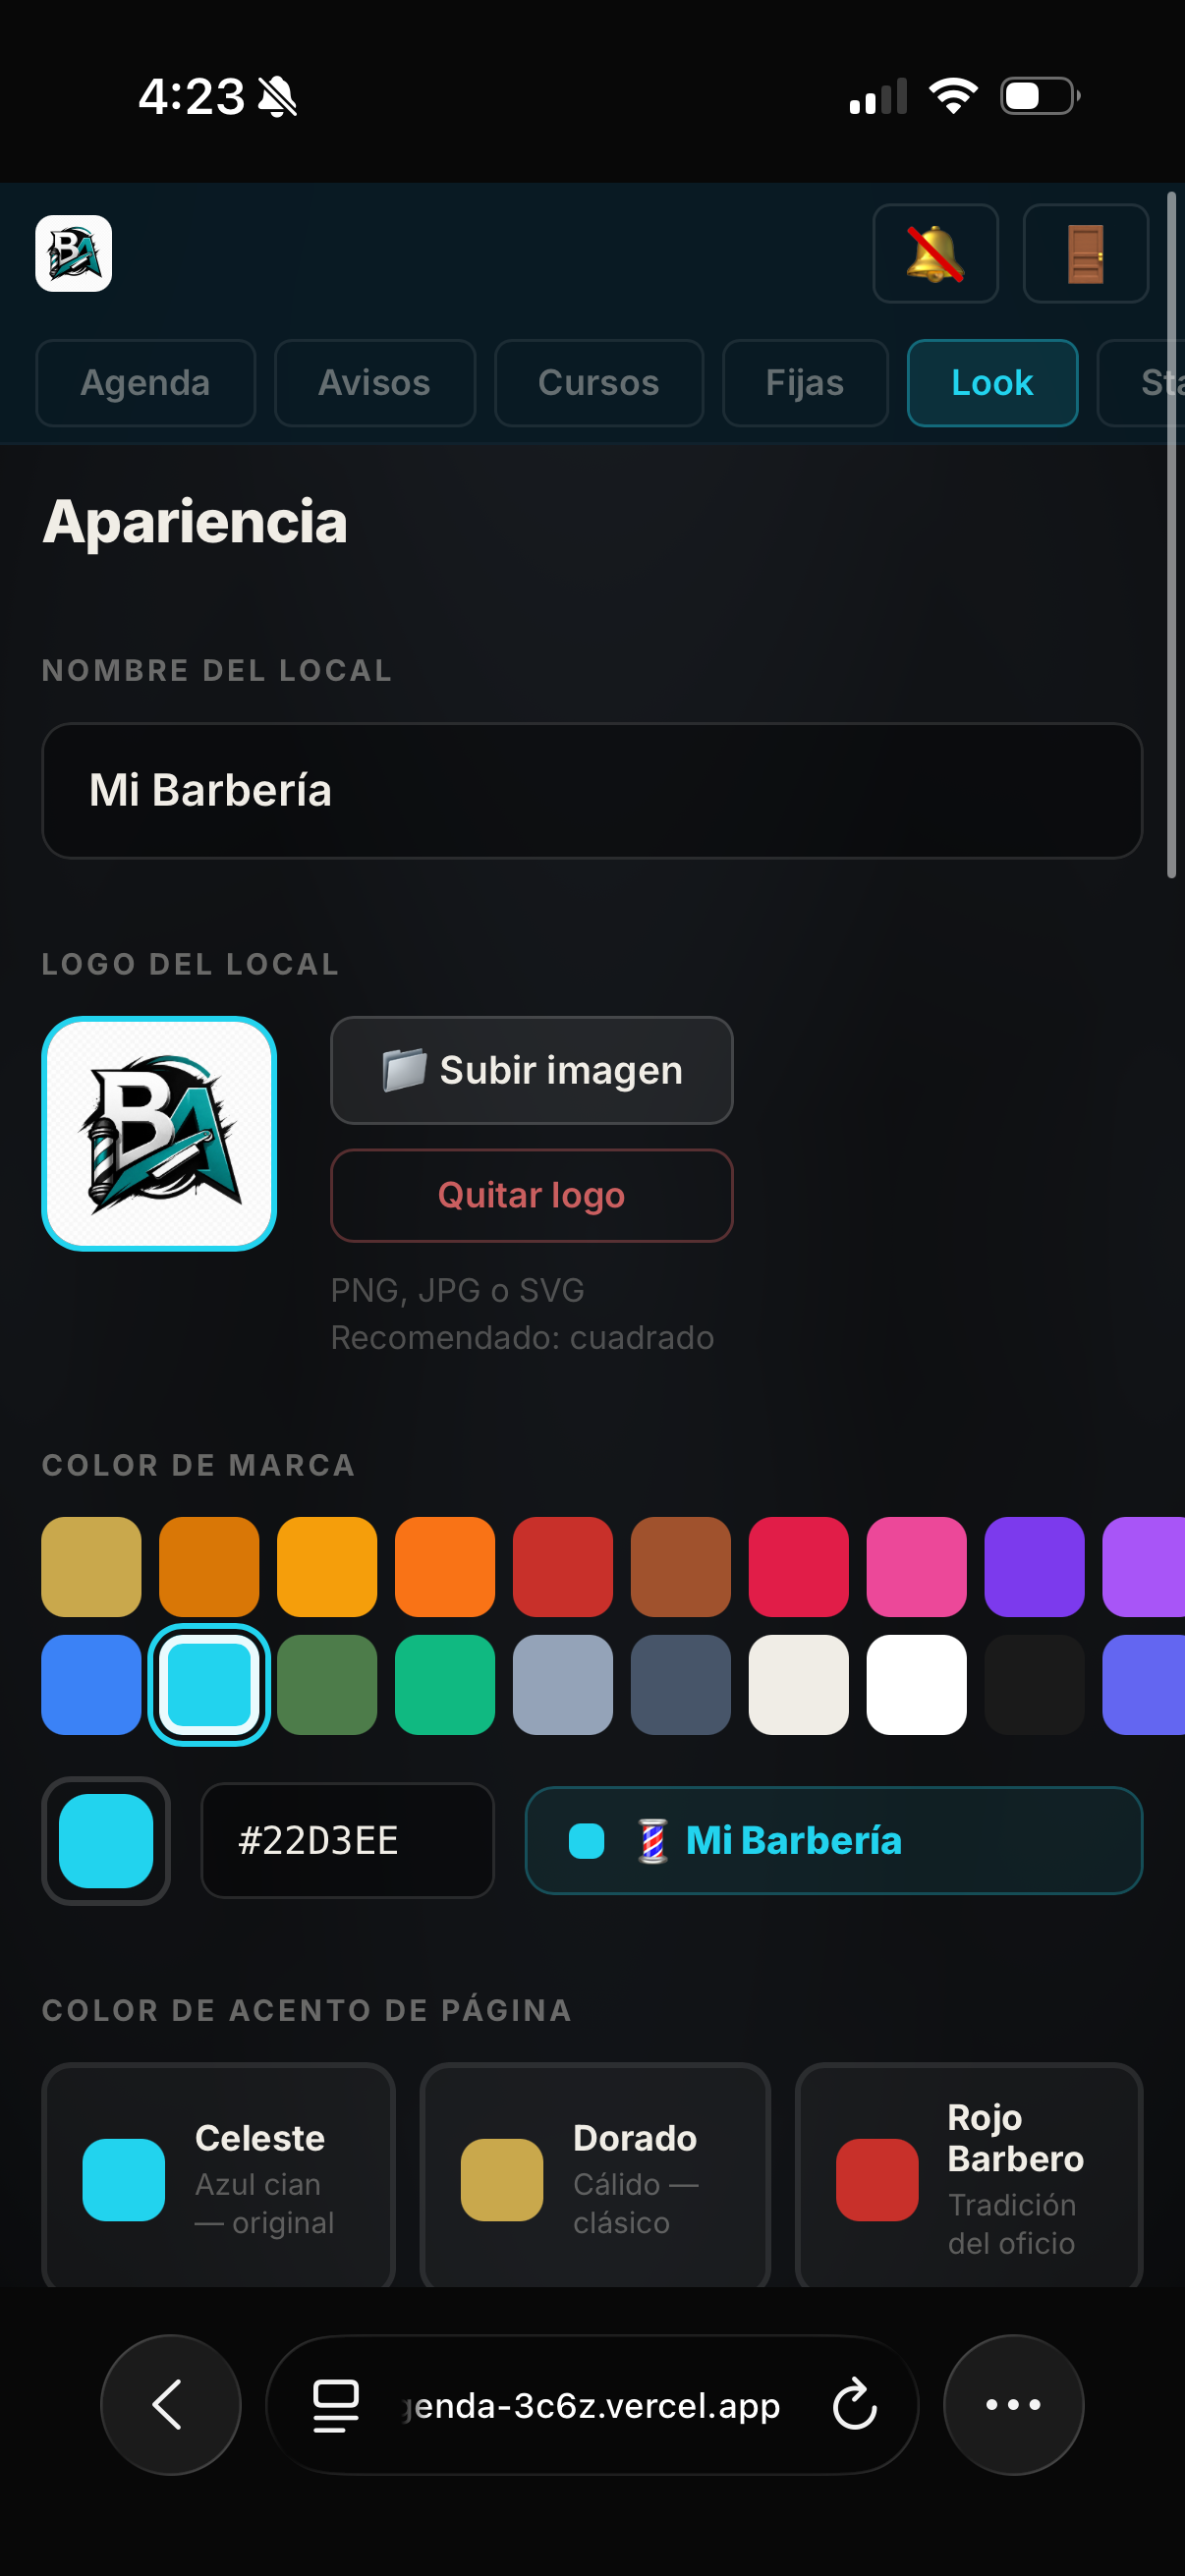 4:23
BA
Agenda
Avisos
Cursos
Fijas
Look
Apariencia
NOMBRE DEL LOCAL
Mi Barbería
LOGO DEL LOCAL
BA
Subir imagen
Quitar logo
PNG, JPG o SVG
Recomendado: cuadrado
COLOR DE MARCA
#22D3EE
Mi Barbería
COLOR DE ACENTO DE PÁGINA
Celeste
Azul cian
— original
Dorado
Cálido —
clásico
Rojo
Barbero
Tradición
del oficio
enda-3c6z.vercel.app